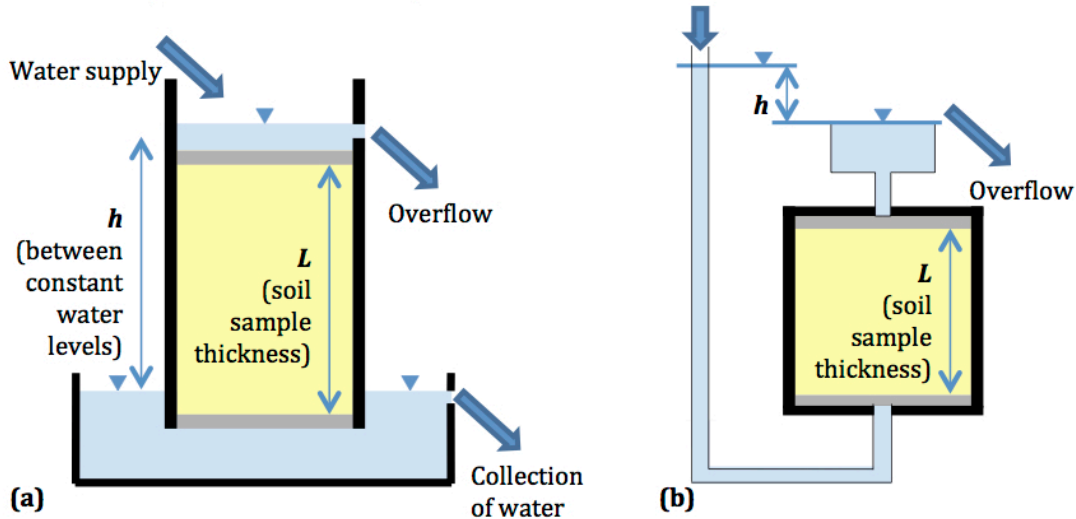 Water supply
Overflow
h
(between
constant
water
levels)
L
(soil
sample
thickness)
Collection
of water
(a)
h
Overflow
L
(soil
sample
thickness)
(b)